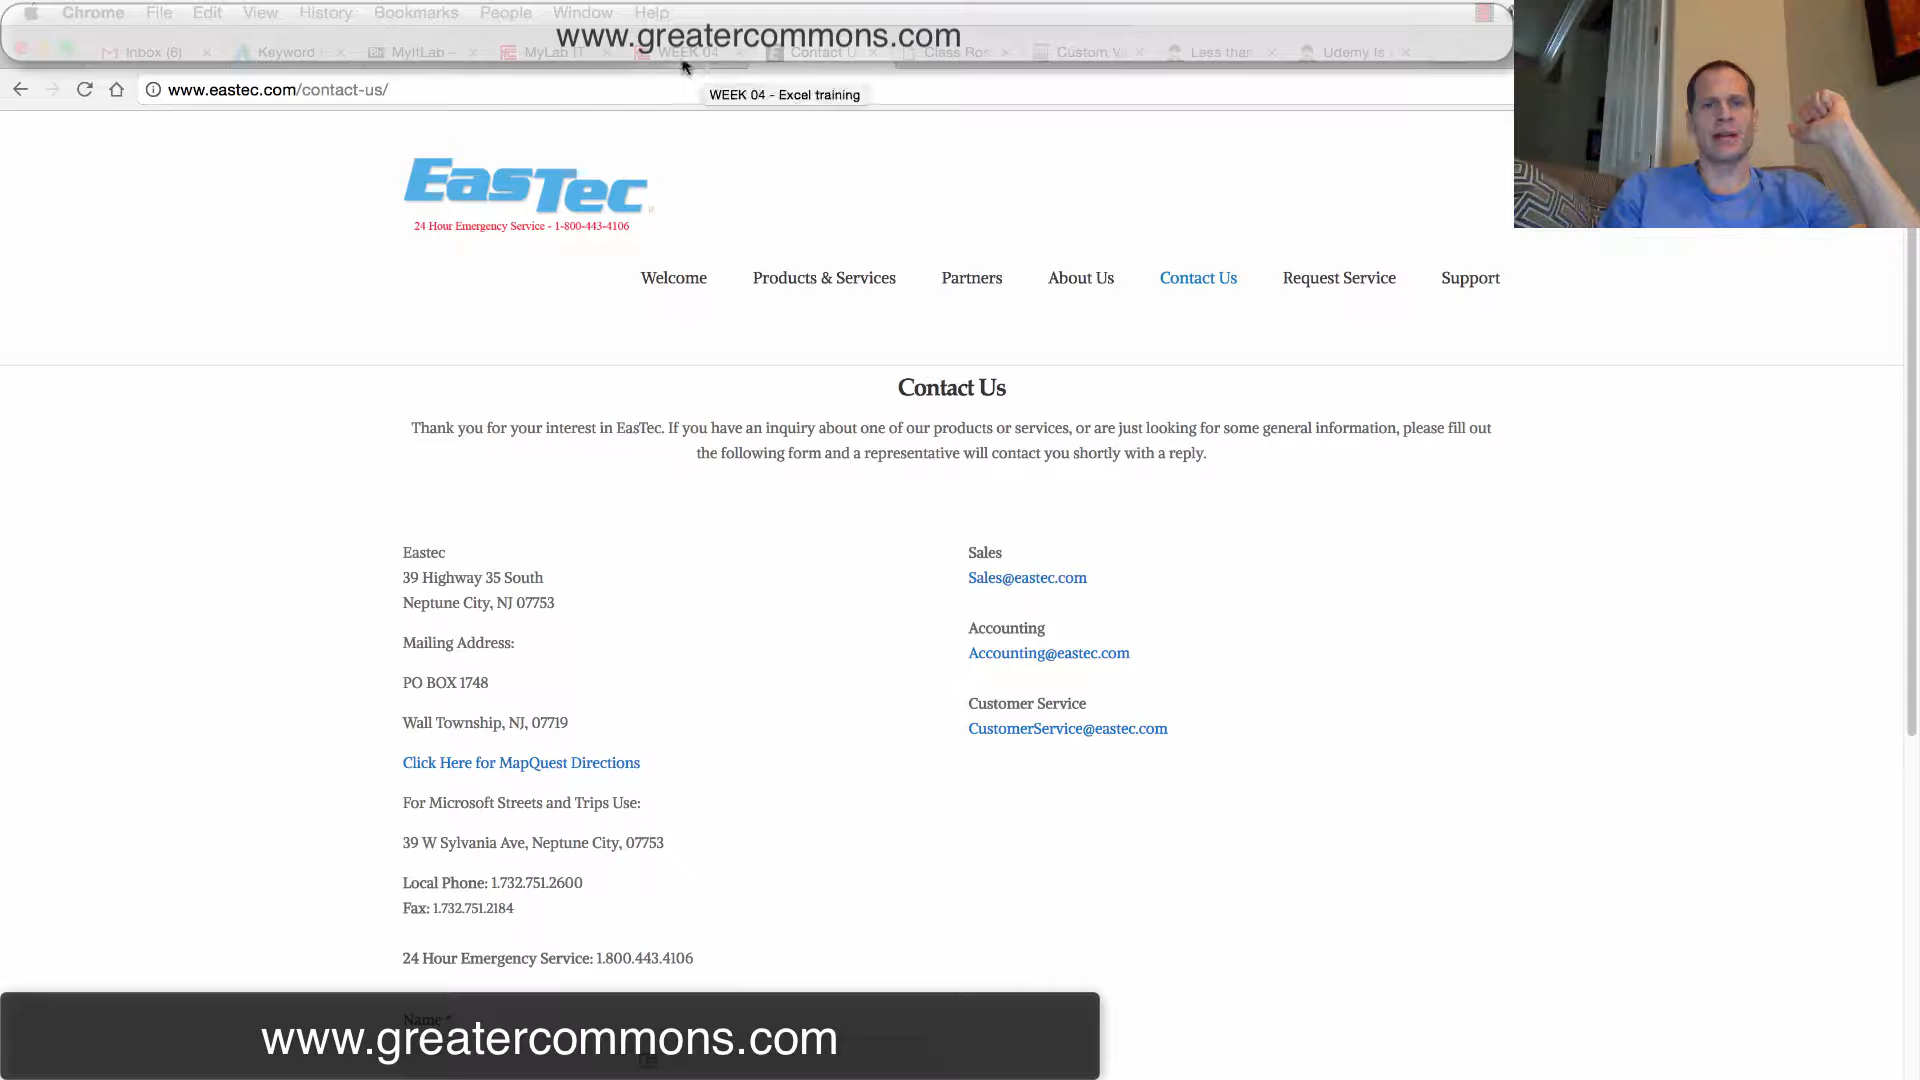 Chrome File Edit View History Bookmarks People Window Help
www.greatercommons.com
Inbox (6) Keyword MyItLab – MyLab IT WEEK 04 Contact U Class Ros Custom V Less than Udemy Is
www.eastec.com/contact-us/
WEEK 04 - Excel training
EasTec
24 Hour Emergency Service - 1-800-443-4106
Welcome Products & Services Partners About Us Contact Us Request Service Support
Contact Us
Thank you for your interest in EasTec. If you have an inquiry about one of our products or services, or are just looking for some general information, please fill out
the following form and a representative will contact you shortly with a reply.
Eastec
39 Highway 35 South
Neptune City, NJ 07753
Mailing Address:
PO BOX 1748
Wall Township, NJ, 07719
Click Here for MapQuest Directions
For Microsoft Streets and Trips Use:
39 W Sylvania Ave, Neptune City, 07753
Local Phone: 1.732.751.2600
Fax: 1.732.751.2184
24 Hour Emergency Service: 1.800.443.4106
Sales
Sales@eastec.com
Accounting
Accounting@eastec.com
Customer Service
CustomerService@eastec.com
Name *
www.greatercommons.com